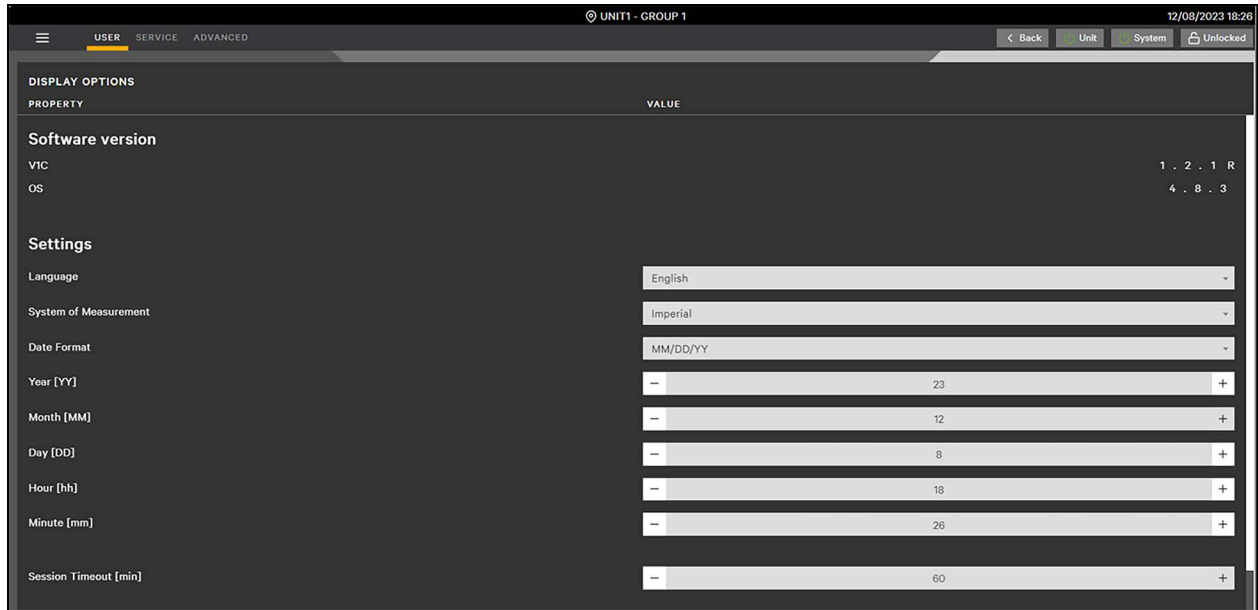 UNIT1 - GROUP 1 12/08/2023 18:26
USER SERVICE ADVANCED < Back Unit System Unlocked
DISPLAY OPTIONS
PROPERTY VALUE
Software version
V1C 1 . 2 . 1 R
OS 4 . 8 . 3
Settings
Language English
System of Measurement Imperial
Date Format MM/DD/YY
Year [YY] − 23 +
Month [MM] − 12 +
Day [DD] − 8 +
Hour [hh] − 18 +
Minute [mm] − 26 +
Session Timeout [min] − 60 +